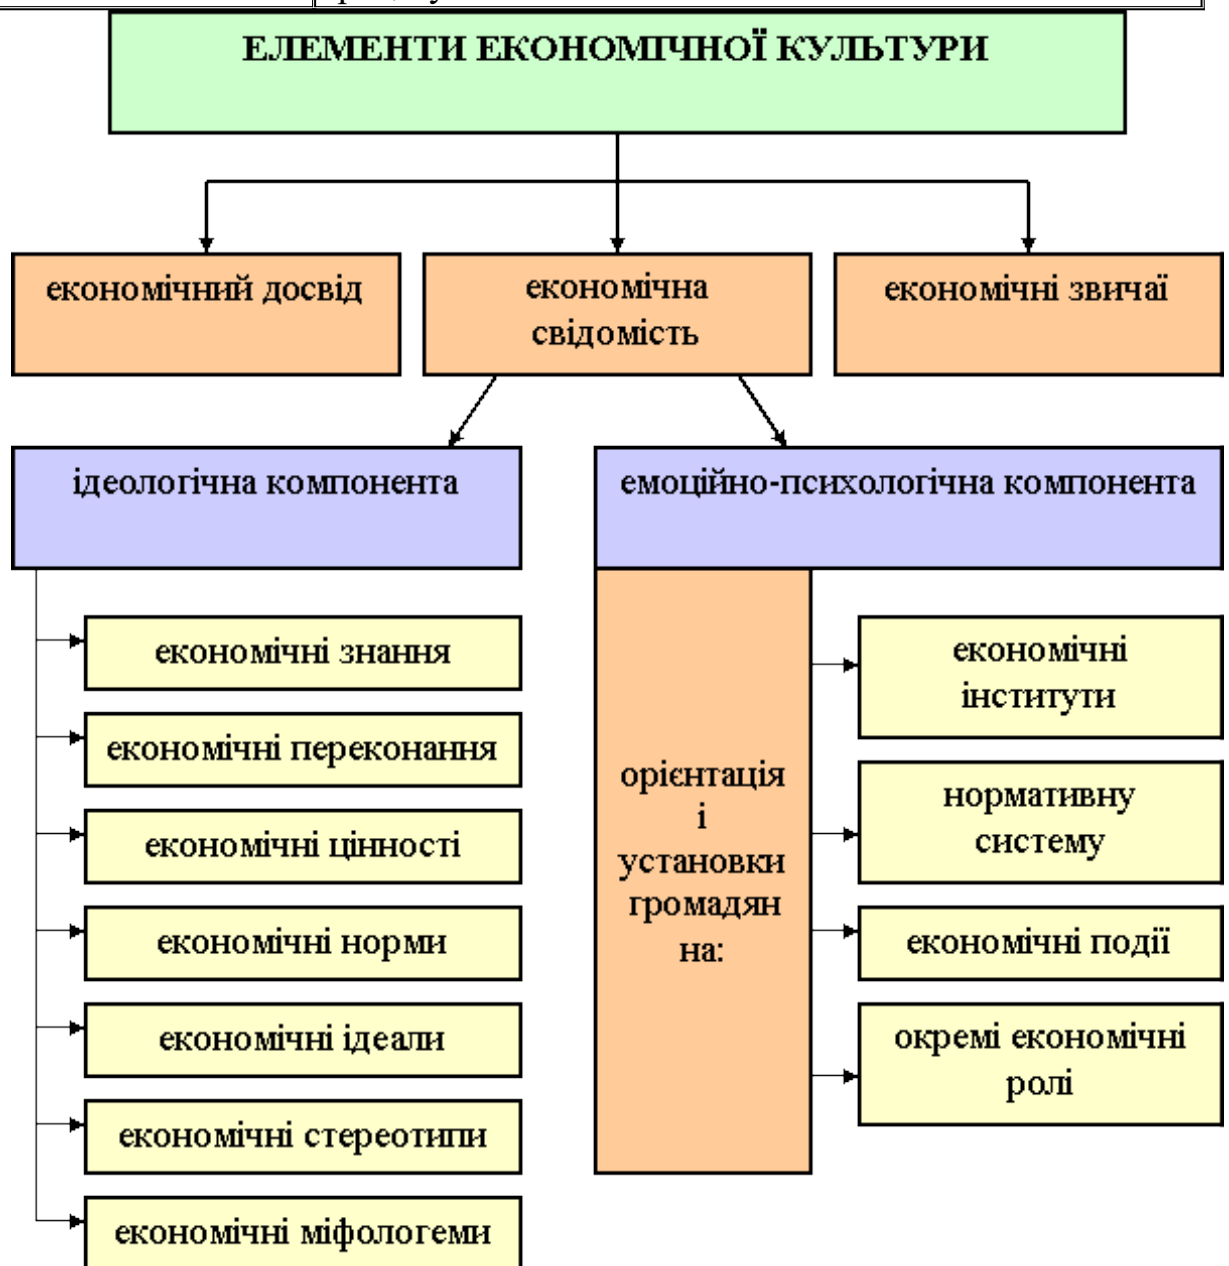 ЕЛЕМЕНТИ ЕКОНОМІЧНОЇ КУЛЬТУРИ
економічний досвід
економічна
свідомість
економічні звичаї
ідеологічна компонента
емоційно-психологічна компонента
економічні знання
економічні переконання
економічні цінності
економічні норми
економічні ідеали
економічні стереотипи
економічні міфологеми
орієнтація
і
установки
громадян
на:
економічні
інститути
нормативну
систему
економічні події
окремі економічні
ролі